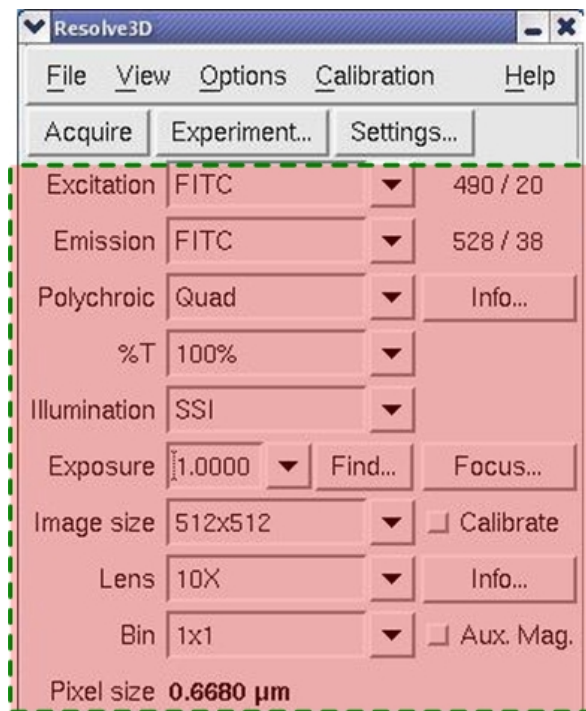 Resolve3D
File View Options Calibration Help
Acquire Experiment... Settings...
Excitation FITC 490 / 20
Emission FITC 528 / 38
Polychroic Quad Info...
%T 100%
Illumination SSI
Exposure 1.0000 Find... Focus...
Image size 512x512 Calibrate
Lens 10X Info...
Bin 1x1 Aux. Mag.
Pixel size 0.6680 µm